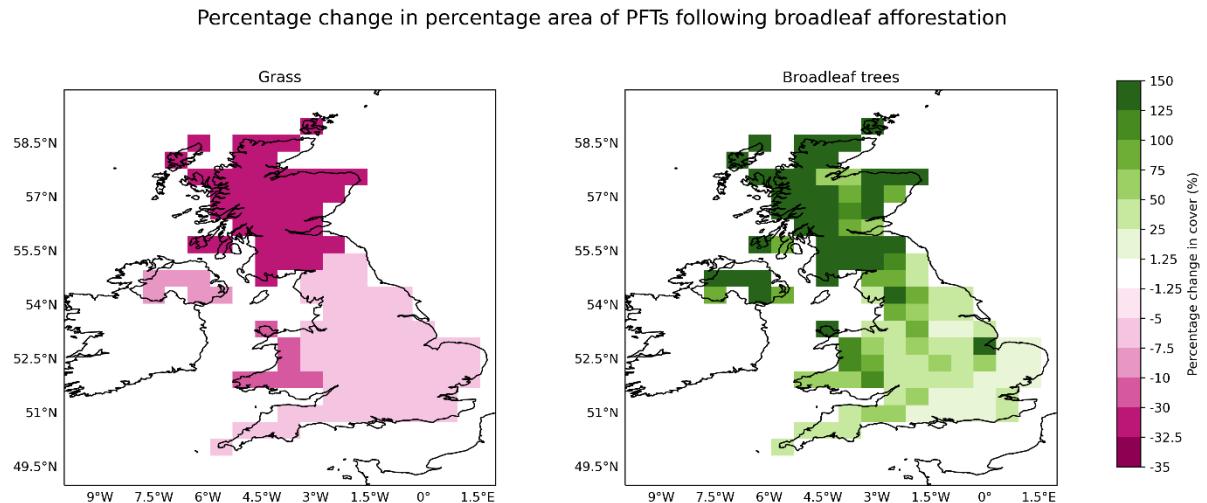 Percentage change in percentage area of PFTs following broadleaf afforestation
Grass
Broadleaf trees
58.5°N
57°N
55.5°N
54°N
52.5°N
51°N
49.5°N
9°W 7.5°W 6°W 4.5°W 3°W 1.5°W 0° 1.5°E
58.5°N
57°N
55.5°N
54°N
52.5°N
51°N
49.5°N
9°W 7.5°W 6°W 4.5°W 3°W 1.5°W 0° 1.5°E
150
125
100
75
50
25
1.25
-1.25
-5
-7.5
-10
-30
-32.5
-35
Percentage change in cover (%)